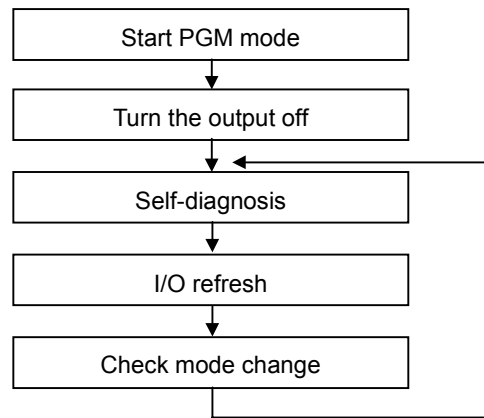 Start PGM mode
Turn the output off
Self-diagnosis
I/O refresh
Check mode change